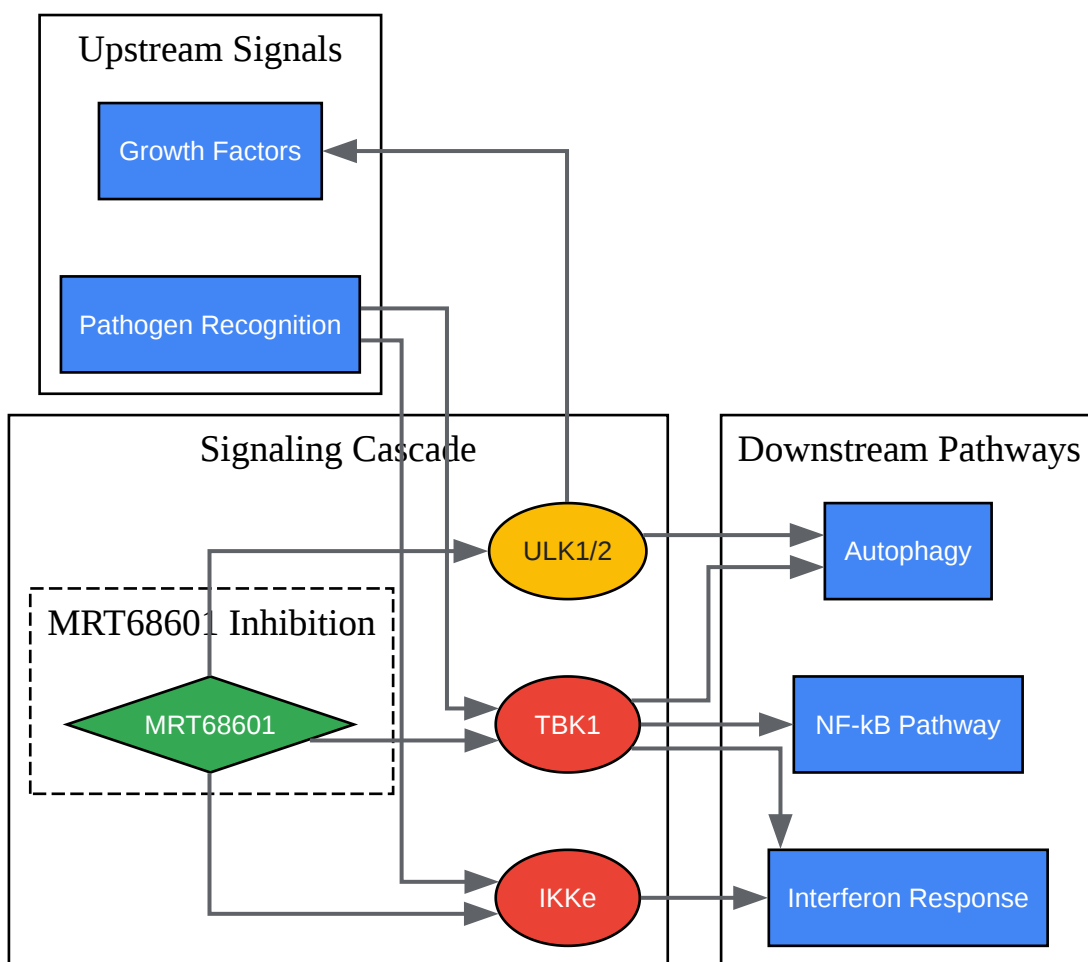 Upstream Signals
Growth Factors
Pathogen Recognition
Signaling Cascade
Downstream Pathways
ULK1/2
Autophagy
MRT68601 Inhibition
MRT68601
TBK1
NF-kB Pathway
IKKe
Interferon Response